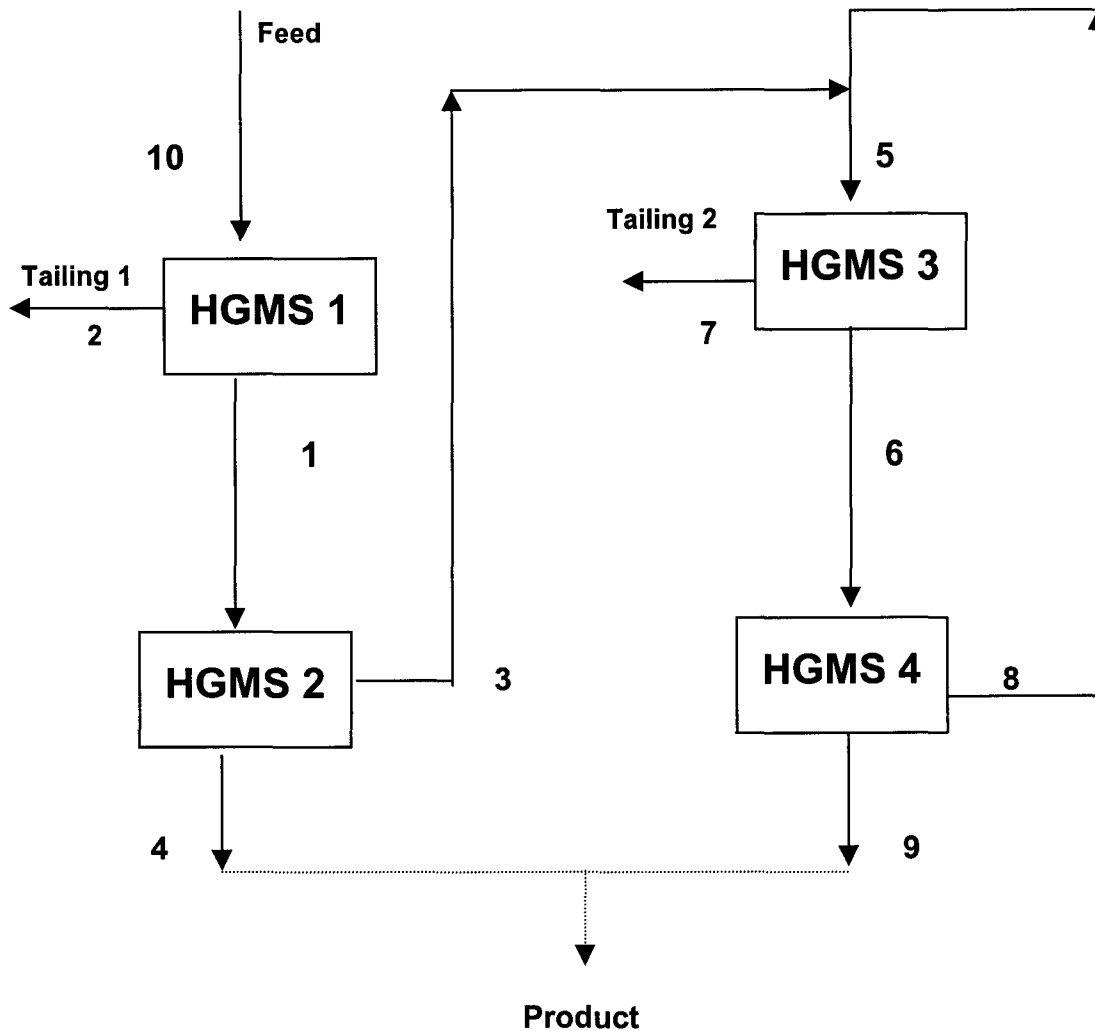 Feed
10
5
Tailing 2
HGMS 3
Tailing 1
HGMS 1
2
7
1
6
HGMS 2
3
HGMS 4
8
4
9
Product